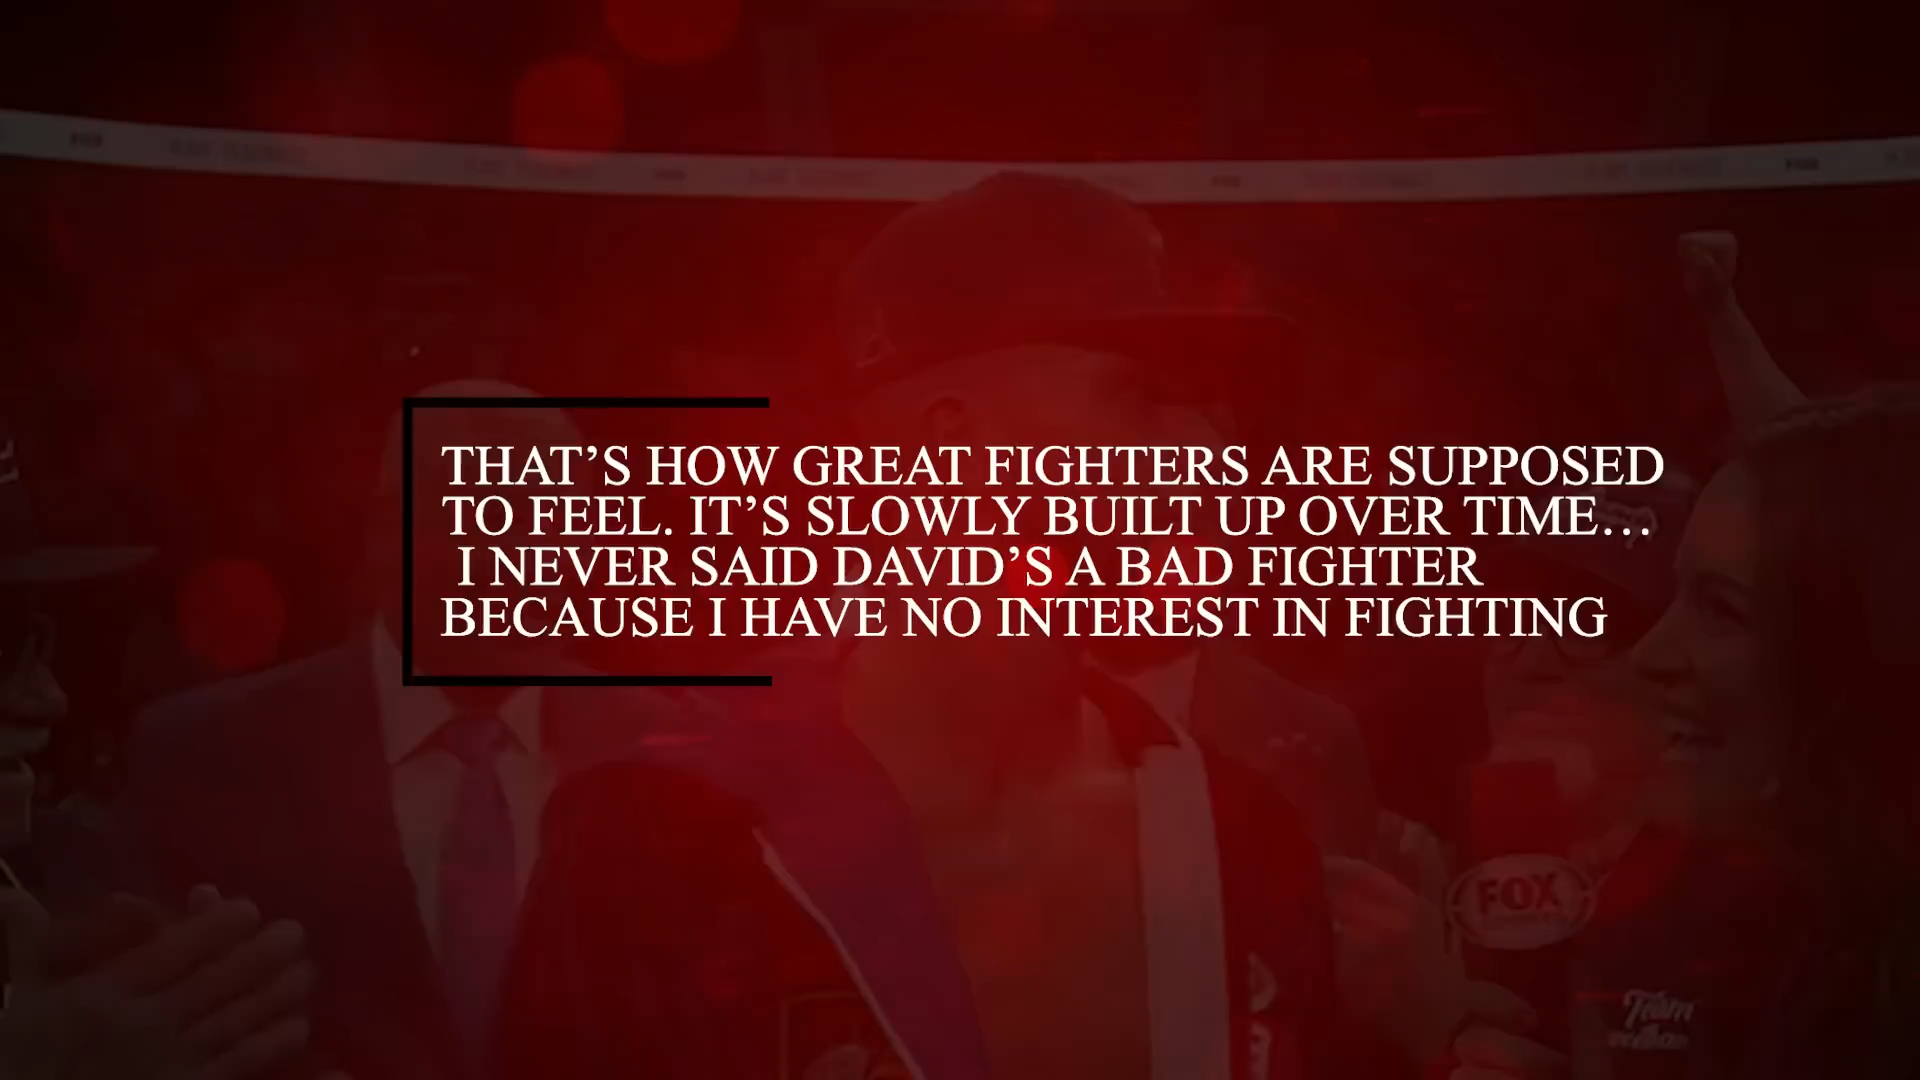 THAT’S HOW GREAT FIGHTERS ARE SUPPOSED
TO FEEL. IT’S SLOWLY BUILT UP OVER TIME…
I NEVER SAID DAVID’S A BAD FIGHTER
BECAUSE I HAVE NO INTEREST IN FIGHTING
FOX
Team